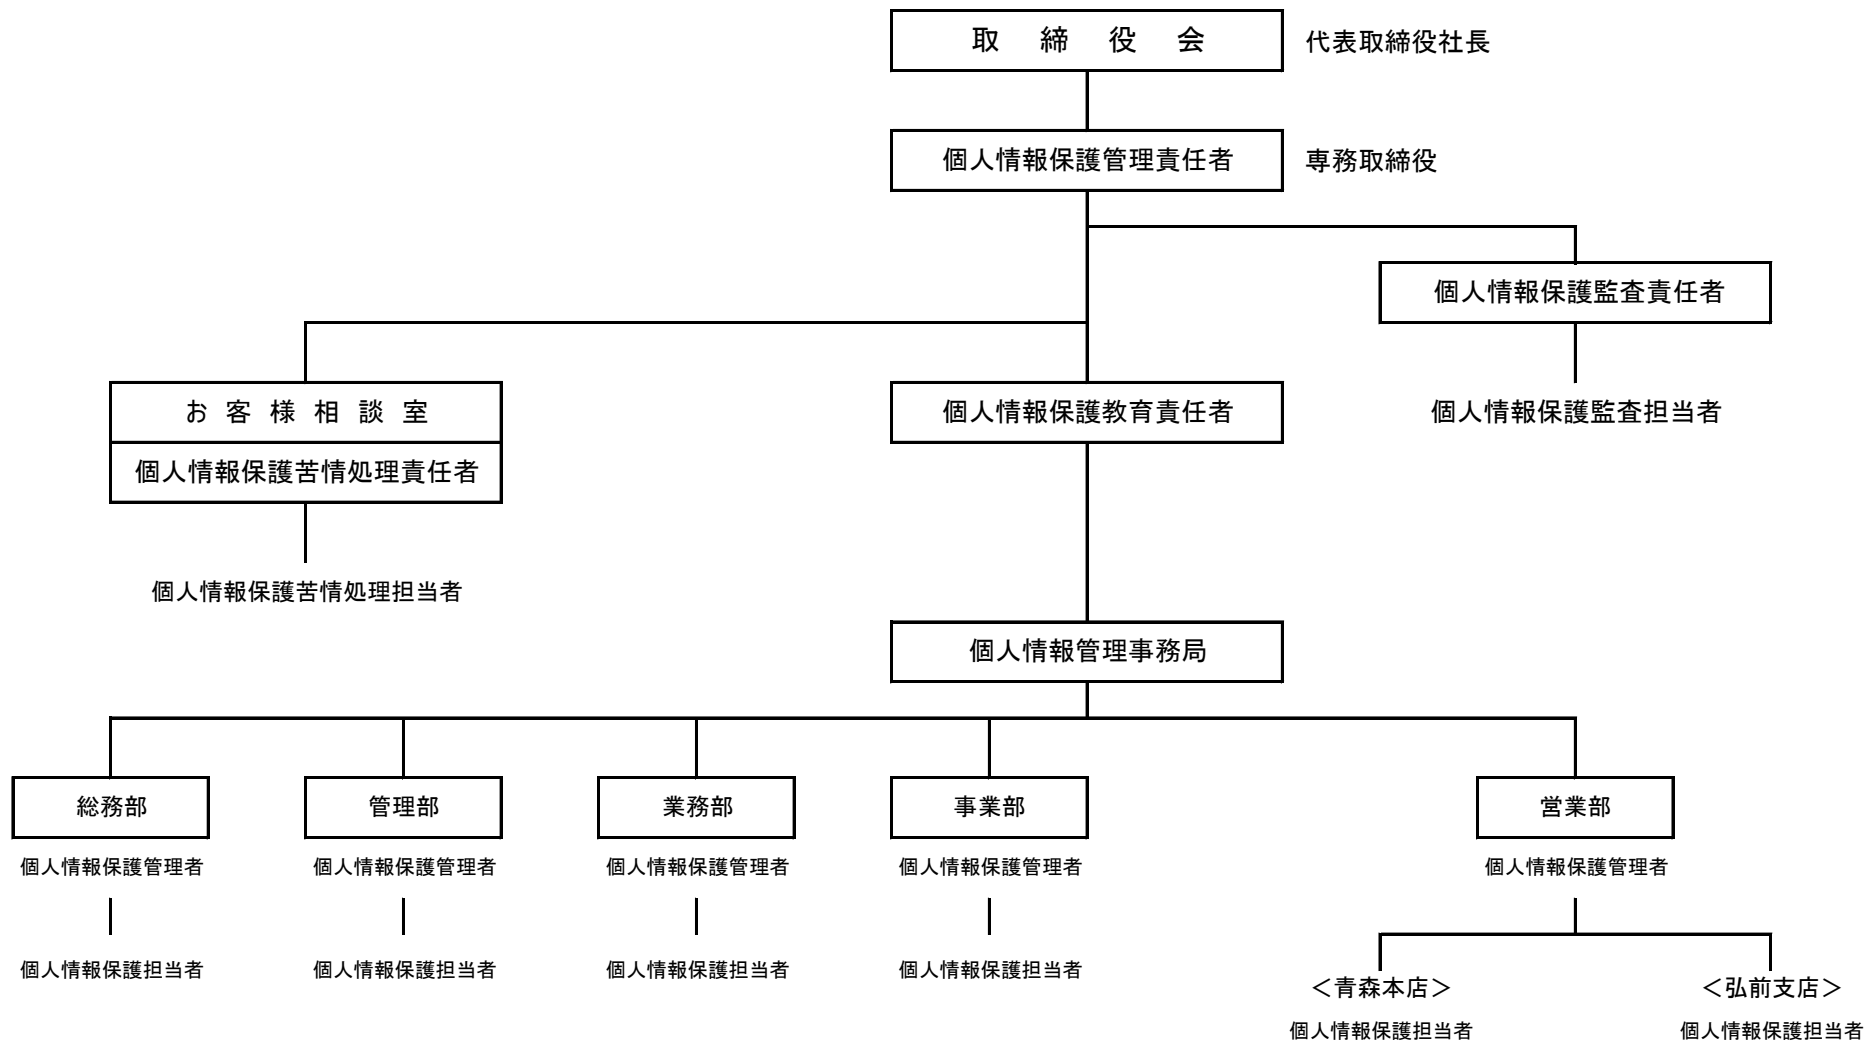 取締役会 代表取締役社長
個人情報保護管理責任者 専務取締役
個人情報保護監査責任者
お客様相談室 個人情報保護教育責任者 個人情報保護監査担当者
個人情報保護苦情処理責任者
個人情報保護苦情処理担当者
個人情報管理事務局
総務部 管理部 業務部 事業部 営業部
個人情報保護管理者 個人情報保護管理者 個人情報保護管理者 個人情報保護管理者 個人情報保護管理者
個人情報保護担当者 個人情報保護担当者 個人情報保護担当者 個人情報保護担当者
＜青森本店＞ ＜弘前支店＞
個人情報保護担当者 個人情報保護担当者